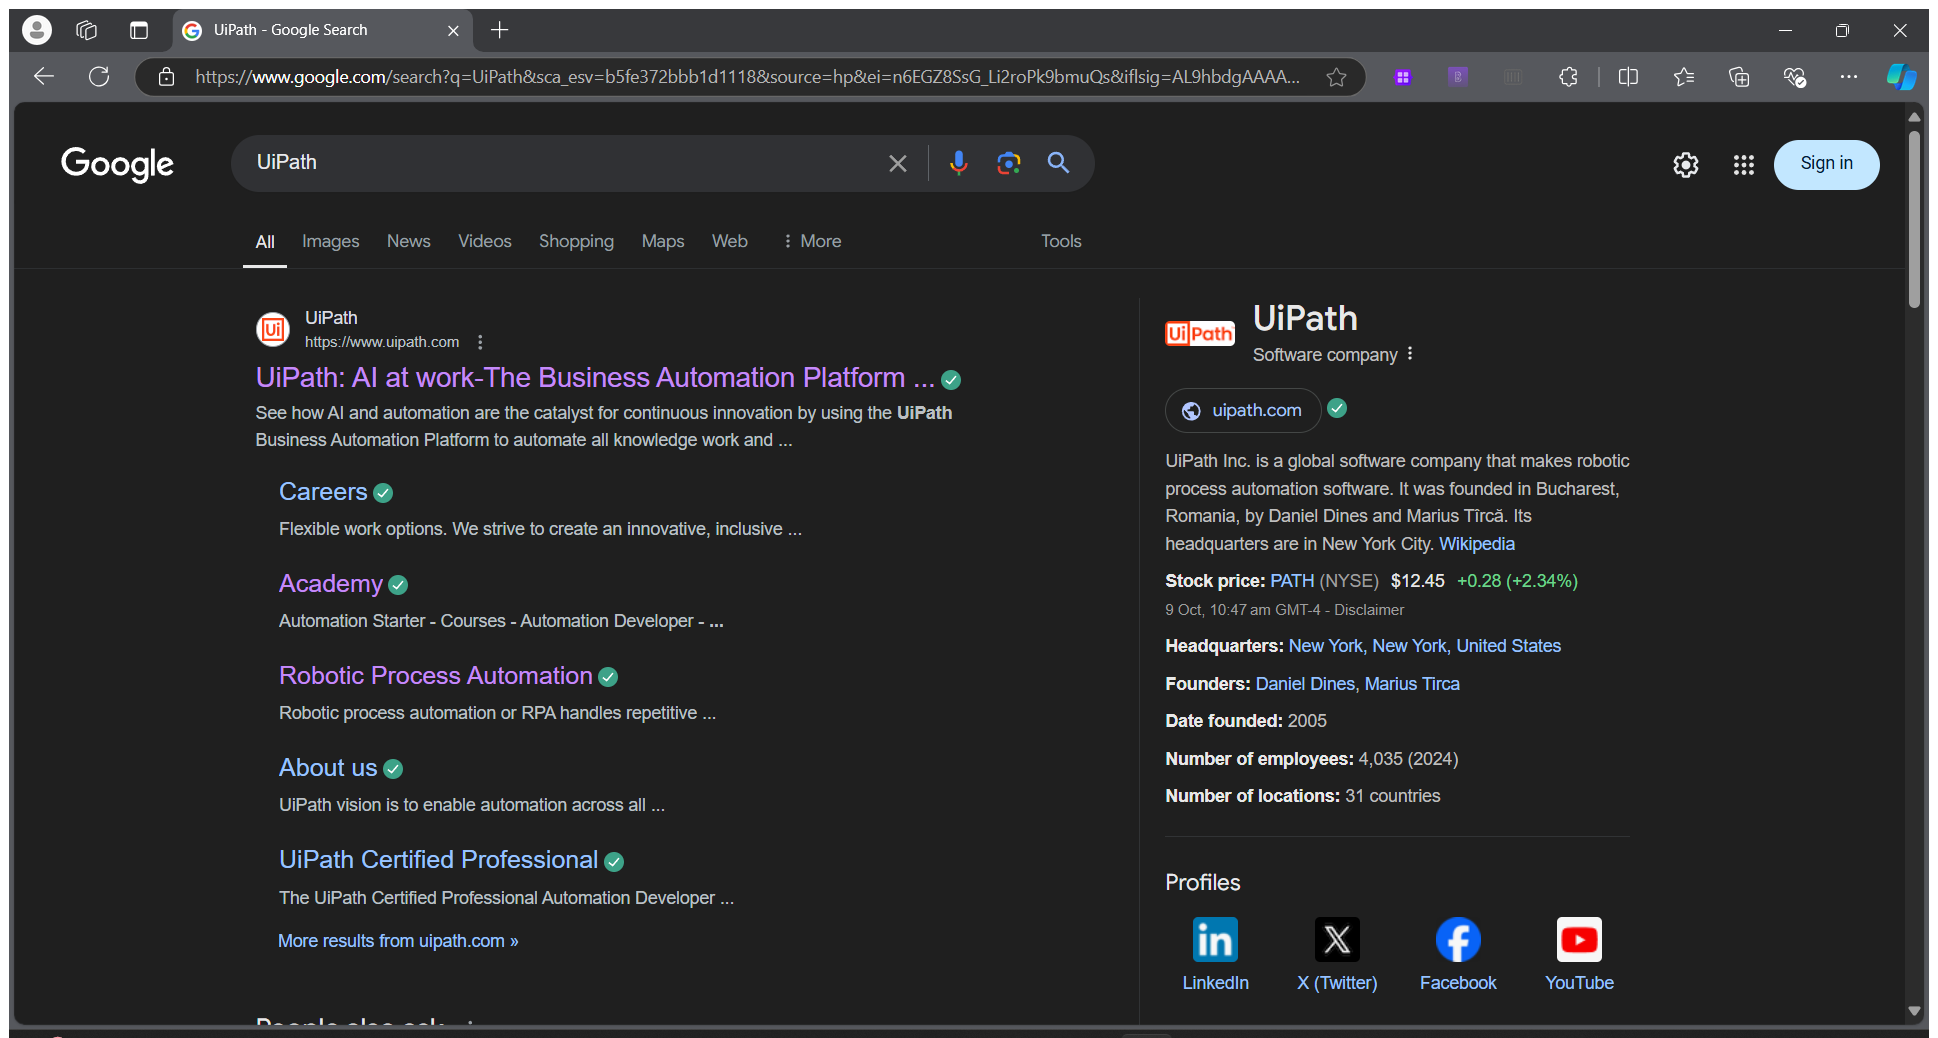 UiPath - Google Search
https://www.google.com/search?q=UiPath&sca_esv=b5fe372bbb1d1118&source=hp&ei=n6EGZ8SsG_Li2roPk9bmuQs&iflsig=AL9hbdgAAAA...
Google
UiPath
Sign in
All Images News Videos Shopping Maps Web More Tools
Ui
UiPath
https://www.uipath.com
UiPath: AI at work-The Business Automation Platform ...
See how AI and automation are the catalyst for continuous innovation by using the UiPath
Business Automation Platform to automate all knowledge work and ...
Careers
Flexible work options. We strive to create an innovative, inclusive ...
Academy
Automation Starter - Courses - Automation Developer - ...
Robotic Process Automation
Robotic process automation or RPA handles repetitive ...
About us
UiPath vision is to enable automation across all ...
UiPath Certified Professional
The UiPath Certified Professional Automation Developer ...
More results from uipath.com »
People also ask
UiPath
UiPath
Software company
uipath.com
UiPath Inc. is a global software company that makes robotic
process automation software. It was founded in Bucharest,
Romania, by Daniel Dines and Marius Tîrcă. Its
headquarters are in New York City. Wikipedia
Stock price: PATH (NYSE) $12.45 +0.28 (+2.34%)
9 Oct, 10:47 am GMT-4 - Disclaimer
Headquarters: New York, New York, United States
Founders: Daniel Dines, Marius Tirca
Date founded: 2005
Number of employees: 4,035 (2024)
Number of locations: 31 countries
Profiles
in
LinkedIn X (Twitter) Facebook YouTube